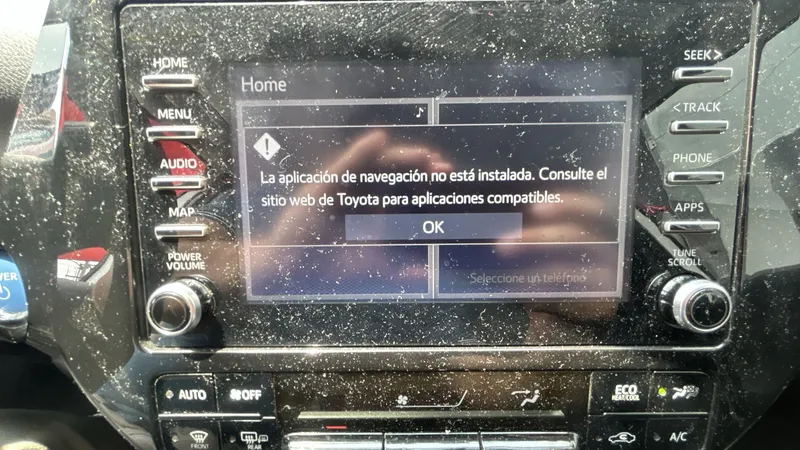 HOME
MENU
AUDIO
MAP
POWER
VOLUME
Home
La aplicación de navegación no está instalada. Consulte el
sitio web de Toyota para aplicaciones compatibles.
OK
Seleccione un teléfono
SEEK >
< TRACK
PHONE
APPS
TUNE
SCROLL
AUTO
OFF
ECO
HEAT/COOL
FRONT
REAR
A/C